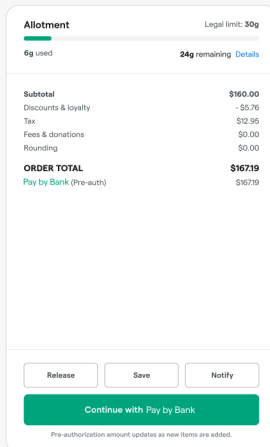 Allotment Legal limit: 30g
6g used 24g remaining Details
Subtotal $160.00
Discounts & loyalty - $5.76
Tax $12.95
Fees & donations $0.00
Rounding $0.00
ORDER TOTAL $167.19
Pay by Bank (Pre-auth) $167.19
Release Save Notify
Continue with Pay by Bank
Pre-authorization amount updates as new items are added.